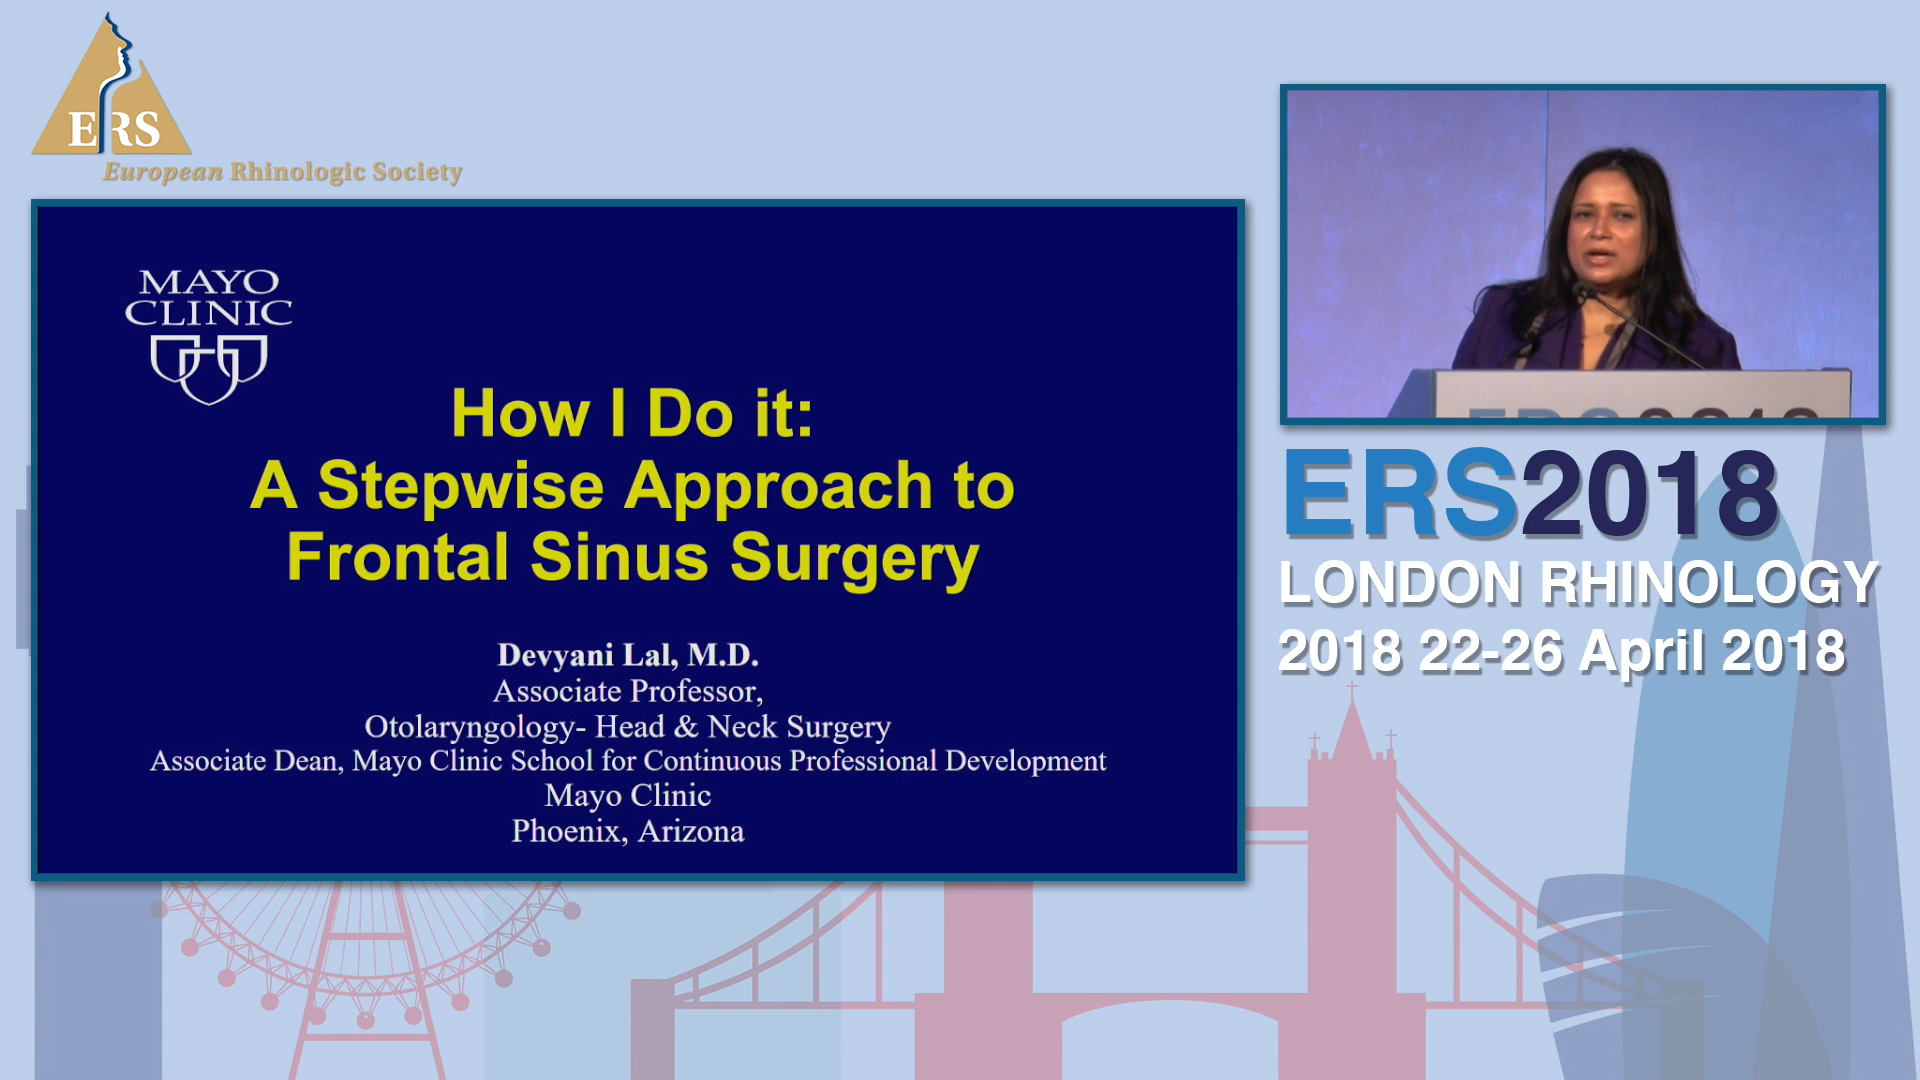 ERS
European Rhinologic Society
MAYO
CLINIC
How I Do it:
A Stepwise Approach to
Frontal Sinus Surgery
Devyani Lal, M.D.
Associate Professor,
Otolaryngology- Head & Neck Surgery
Associate Dean, Mayo Clinic School for Continuous Professional Development
Mayo Clinic
Phoenix, Arizona
ERS2018
ERS2018
LONDON RHINOLOGY
2018 22-26 April 2018